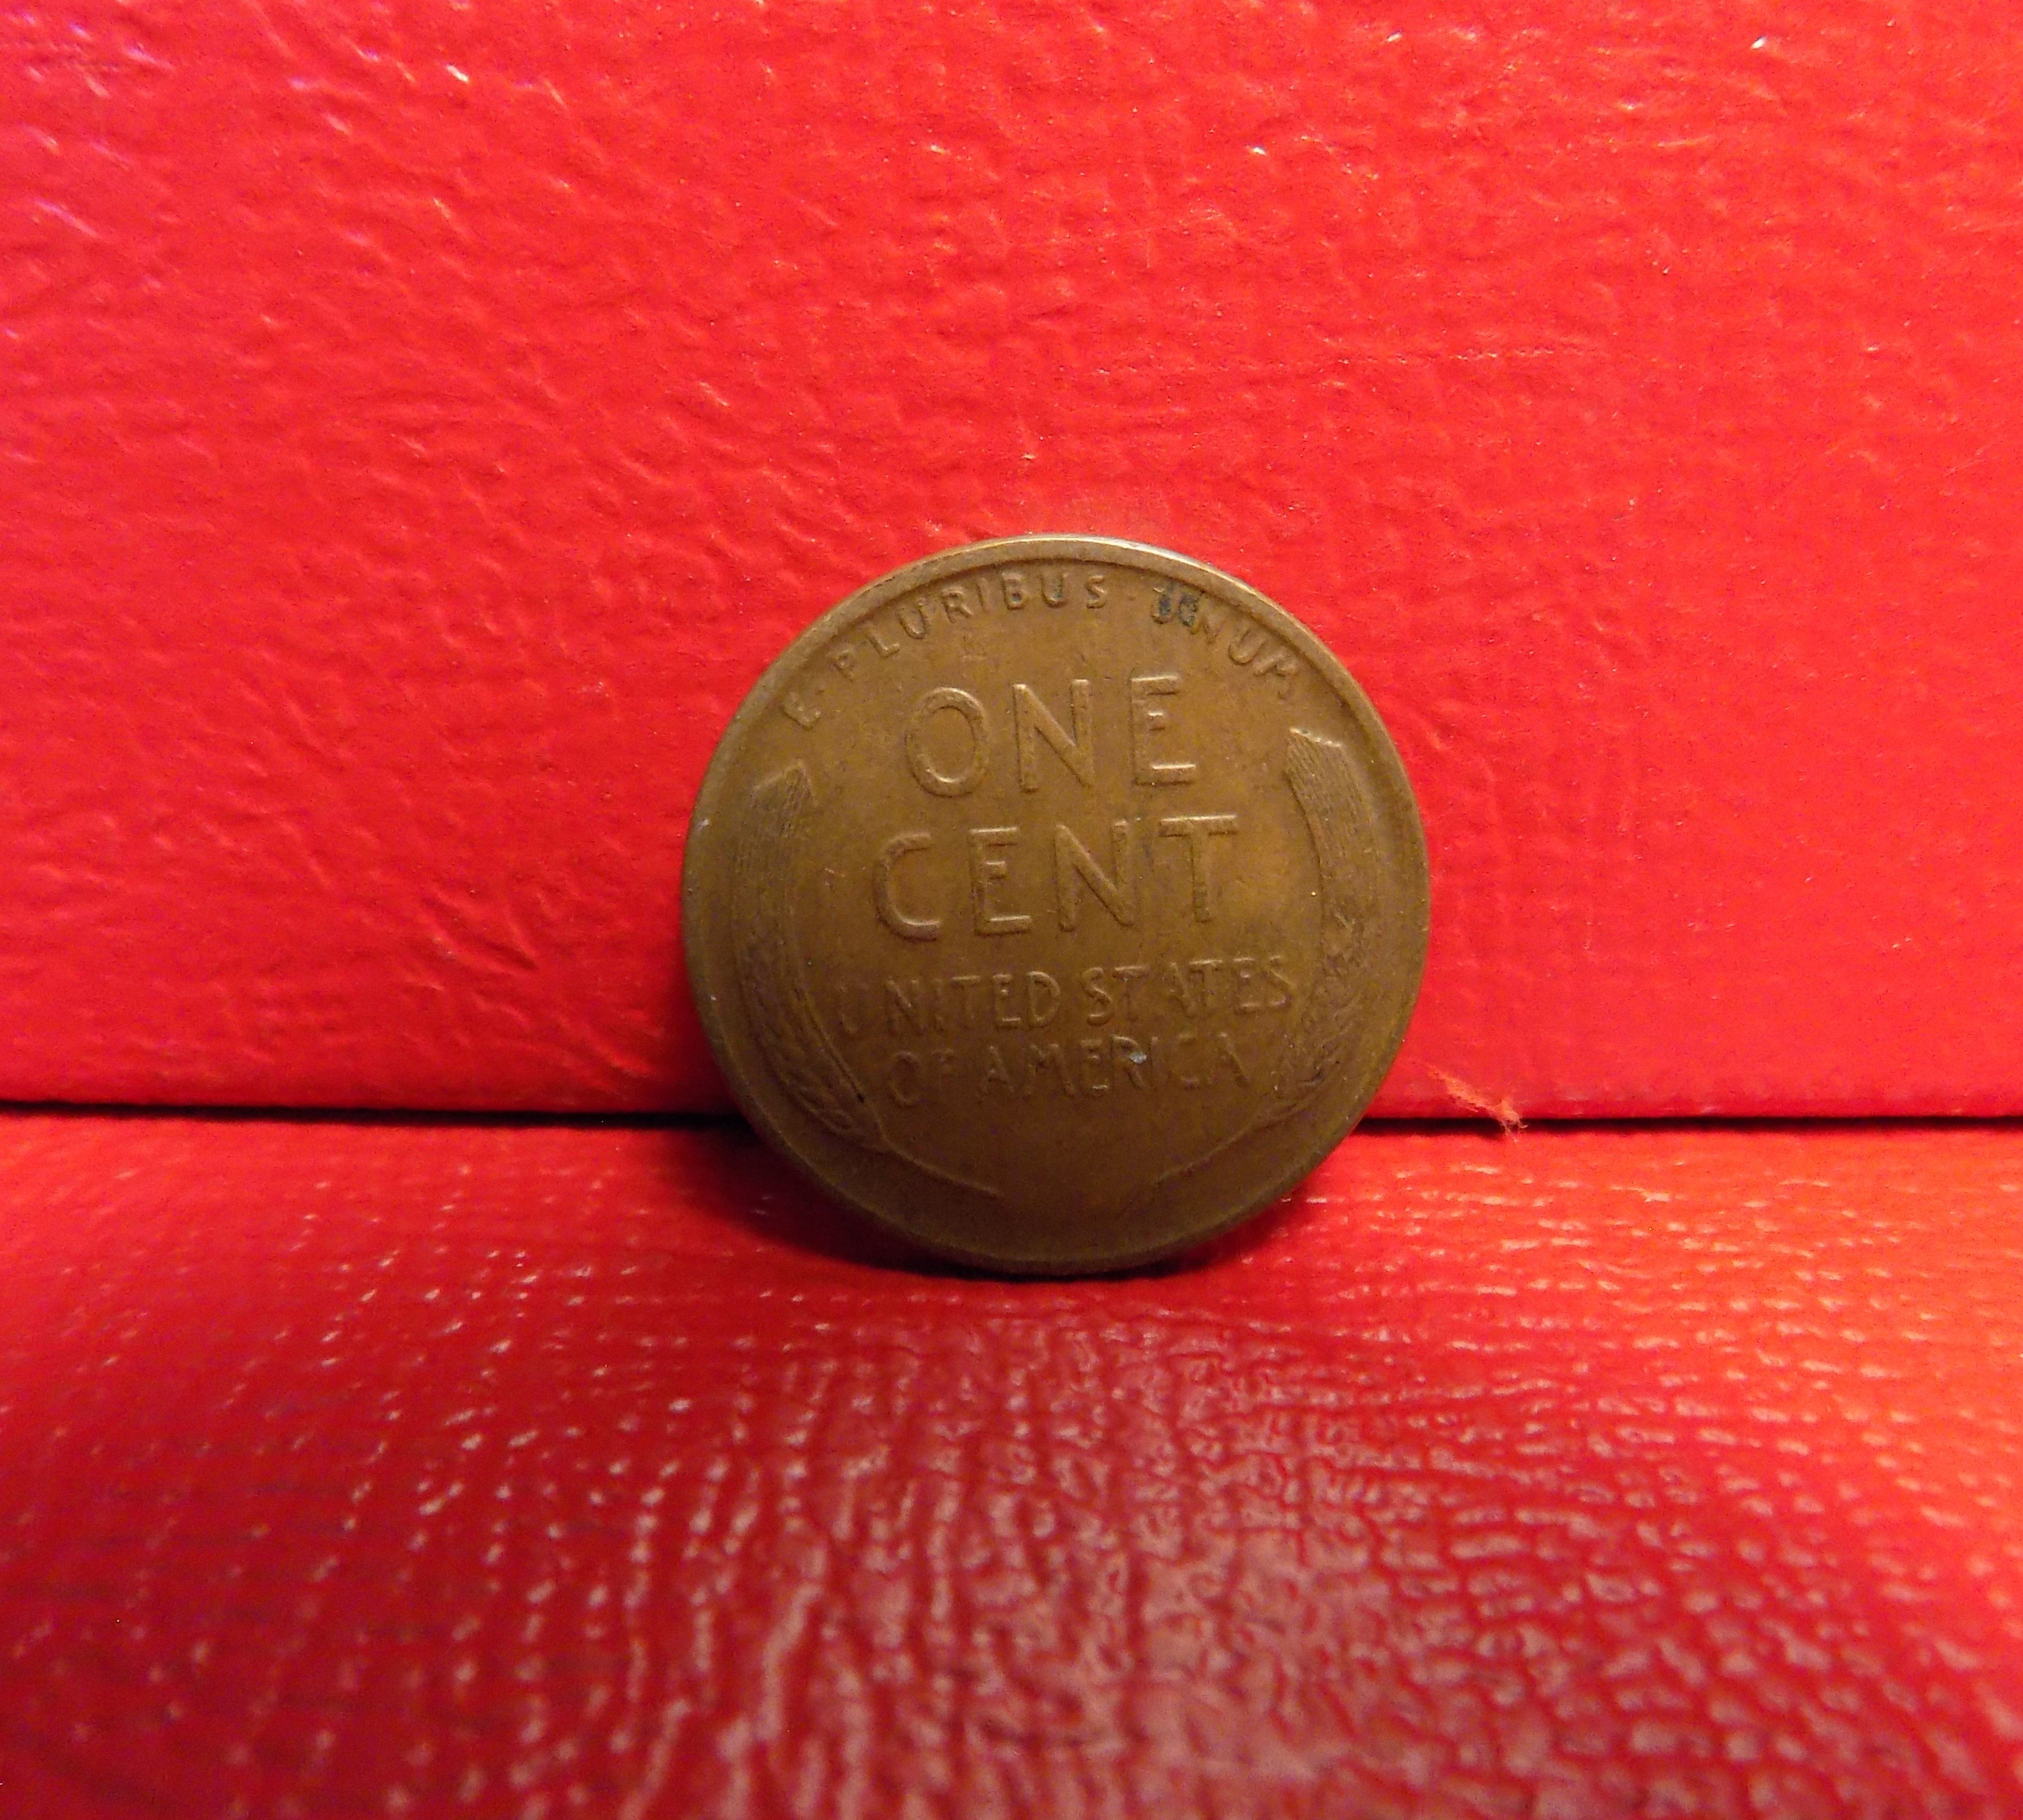 E · PLURIBUS · UNUM
ONE
CENT
UNITED STATES
OF AMERICA